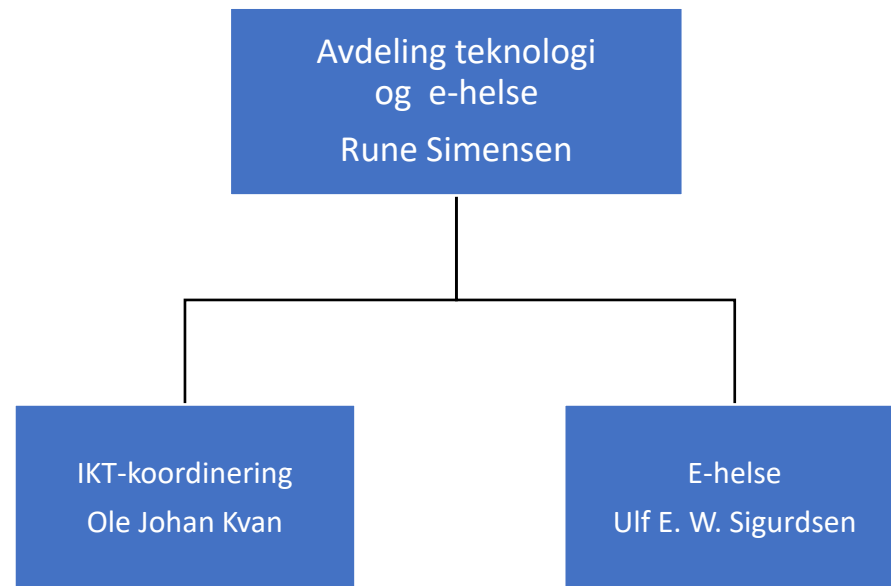 Avdeling teknologi
og e-helse
Rune Simensen
IKT-koordinering
Ole Johan Kvan
E-helse
Ulf E. W. Sigurdsen